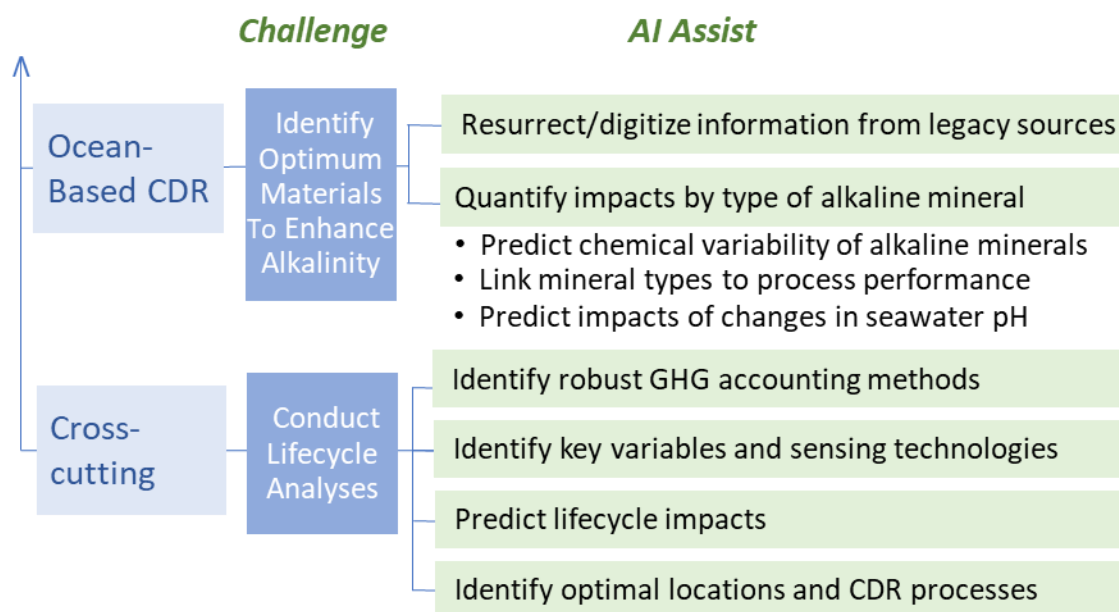 Challenge
AI Assist
Ocean-
Based CDR
Identify
Optimum
Materials
To Enhance
Alkalinity
Resurrect/digitize information from legacy sources
Quantify impacts by type of alkaline mineral
• Predict chemical variability of alkaline minerals
• Link mineral types to process performance
• Predict impacts of changes in seawater pH
Cross-
cutting
Conduct
Lifecycle
Analyses
Identify robust GHG accounting methods
Identify key variables and sensing technologies
Predict lifecycle impacts
Identify optimal locations and CDR processes